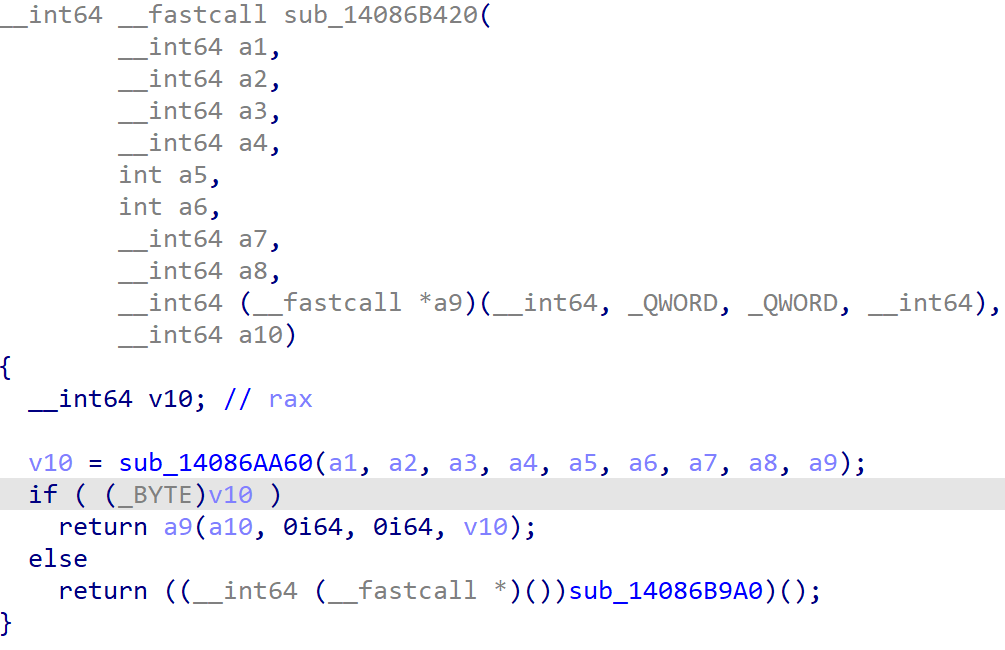 __int64 __fastcall sub_14086B420(
        __int64 a1,
        __int64 a2,
        __int64 a3,
        __int64 a4,
        int a5,
        int a6,
        __int64 a7,
        __int64 a8,
        __int64 (__fastcall *a9)(__int64, _QWORD, _QWORD, __int64),
        __int64 a10)
{
  __int64 v10; // rax

  v10 = sub_14086AA60(a1, a2, a3, a4, a5, a6, a7, a8, a9);
  if ( (_BYTE)v10 )
    return a9(a10, 0i64, 0i64, v10);
  else
    return ((__int64 (__fastcall *)())sub_14086B9A0)();
}